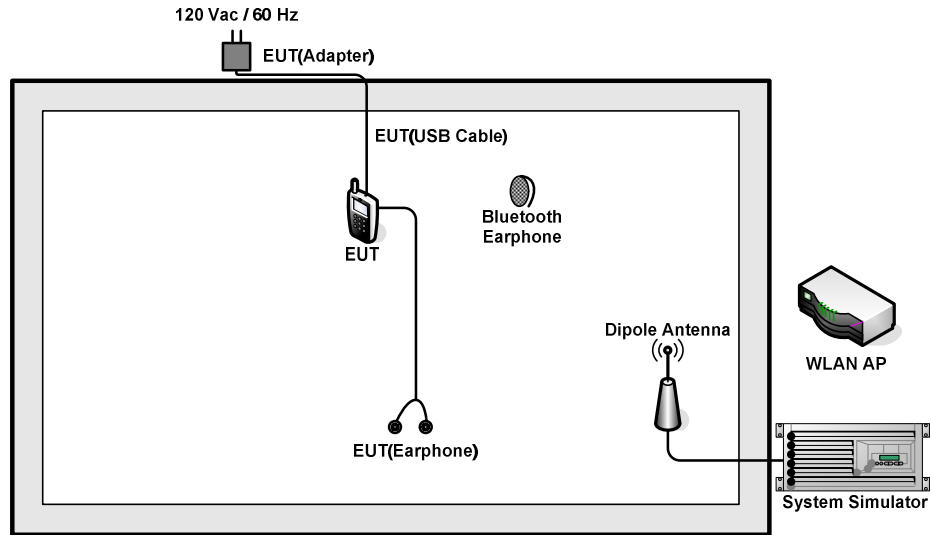 120 Vac / 60 Hz
EUT(Adapter)
EUT(USB Cable)
EUT
Bluetooth
Earphone
Dipole Antenna
WLAN AP
EUT(Earphone)
System Simulator